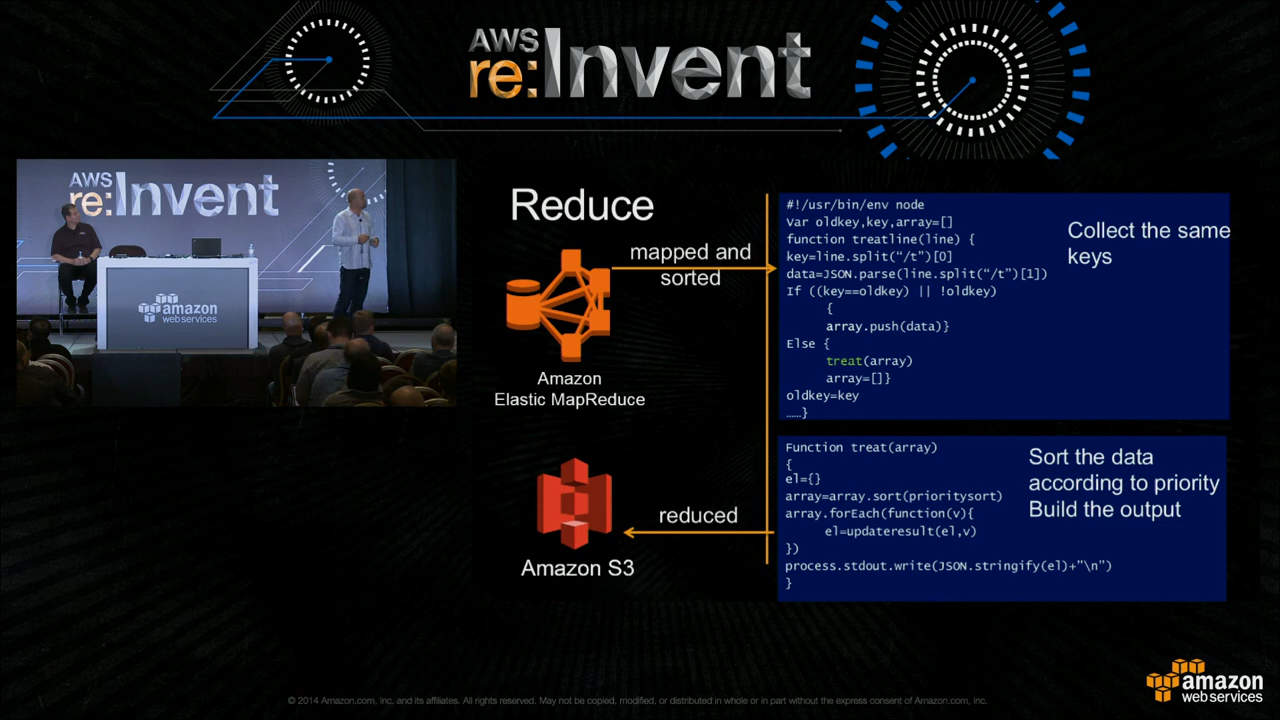 AWS
re:Invent
AWS
re:Invent
amazon
web services
Reduce
mapped and
sorted
Amazon
Elastic MapReduce
reduced
Amazon S3
#!/usr/bin/env node
Var oldkey,key,array=[]
function treatline(line) {
key=line.split("/t")[0]
data=JSON.parse(line.split("/t")[1])
If ((key==oldkey) || !oldkey)
{
array.push(data)}
Else {
treat(array)
array=[]}
oldkey=key
……}
Collect the same
keys
Function treat(array)
{
el={}
array=array.sort(prioritysort)
array.forEach(function(v){
el=updateresult(el,v)
})
process.stdout.write(JSON.stringify(el)+"\n")
}
Sort the data
according to priority
Build the output
© 2014 Amazon.com, Inc. and its affiliates. All rights reserved. May not be copied, modified, or distributed in whole or in part without the express consent of Amazon.com, Inc.
amazon
web services